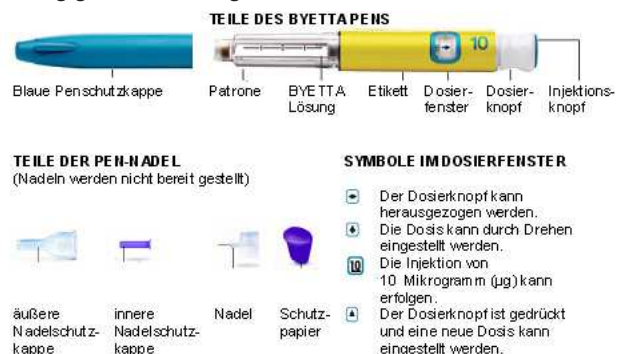 TEILE DES BYETTA PENS
10
Blaue Penschutzkappe
Patrone
BYETTA
Lösung
Etikett
Dosier-
fenster
Dosier-
knopf
Injektions-
knopf
TEILE DER PEN-NADEL
(Nadeln werden nicht bereit gestellt)
äußere
Nadelschutz-
kappe
innere
Nadelschutz-
kappe
Nadel
Schutz-
papier
SYMBOLE IM DOSIERFENSTER
Der Dosierknopf kann
herausgezogen werden.
Die Dosis kann durch Drehen
eingestellt werden.
10
Die Injektion von
10 Mikrogramm (µg) kann
erfolgen.
Der Dosierknopf ist gedrückt
und eine neue Dosis kann
eingestellt werden.